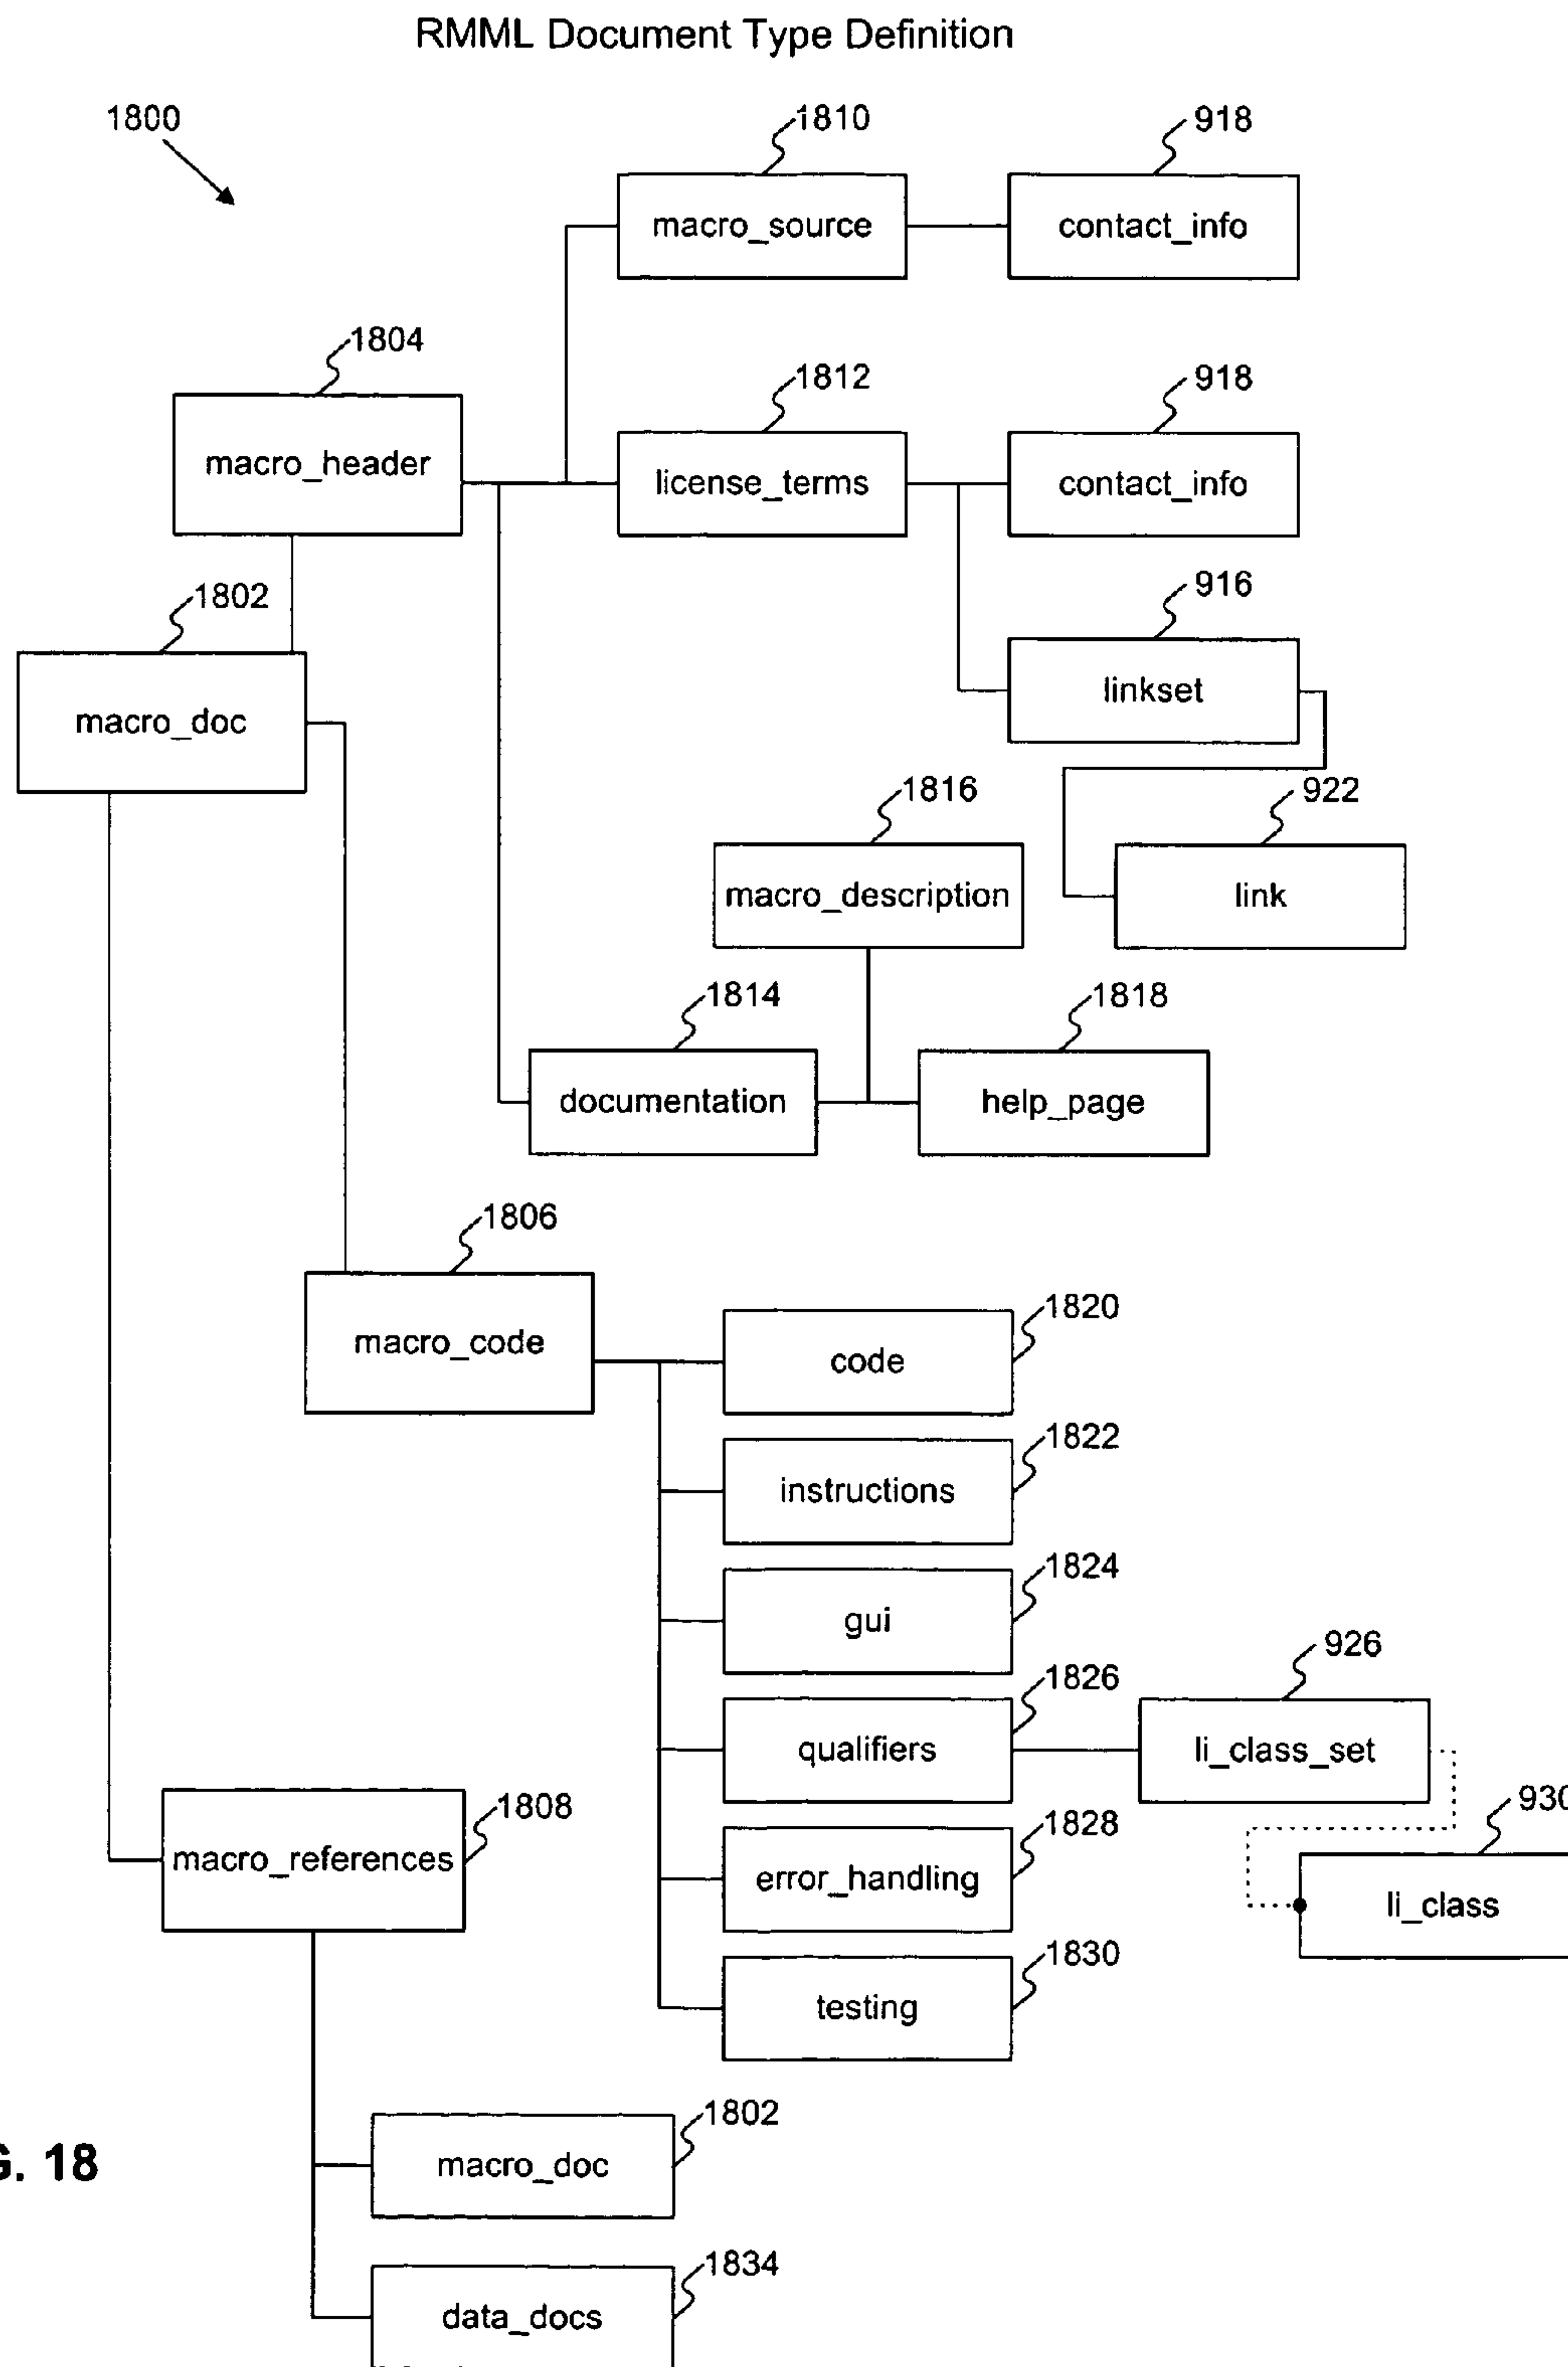 RMML Document Type Definition
1800
1810
918
macro_source
contact_info
1804
1812
918
macro_header
license_terms
contact_info
1802
916
macro_doc
linkset
1816
922
macro_description
link
1814
1818
documentation
help_page
1806
1820
macro_code
code
1822
instructions
1824
gui
926
1826
qualifiers
li_class_set
1808
1828
930
macro_references
error_handling
li_class
1830
testing
1802
G. 18
macro_doc
1834
data_docs